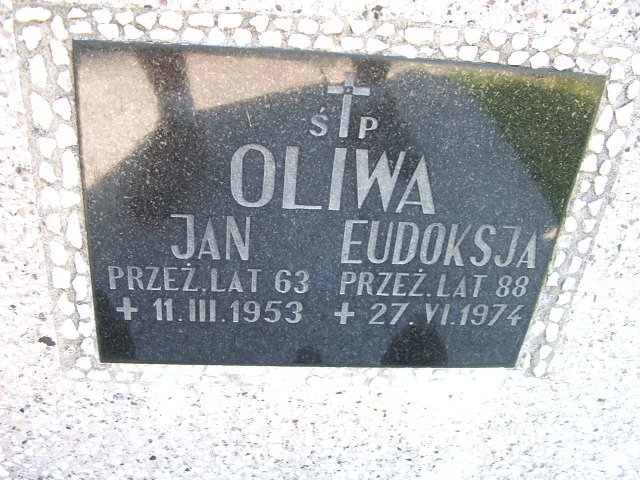 Ś P
OLIWA
JAN
PRZEŻ. LAT 63
+ 11.III.1953
EUDOKSJA
PRZEŻ. LAT 88
+ 27.VI.1974